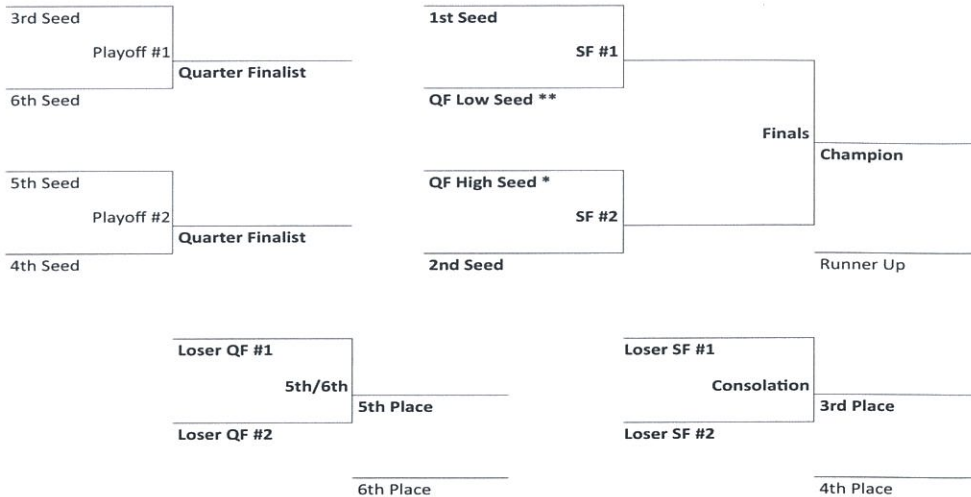 3rd Seed
Playoff #1
Quarter Finalist
6th Seed
5th Seed
Playoff #2
Quarter Finalist
4th Seed
1st Seed
SF #1
QF Low Seed **
Finals
Champion
QF High Seed *
SF #2
2nd Seed
Runner Up
Loser QF #1
5th/6th
5th Place
Loser QF #2
6th Place
Loser SF #1
Consolation
3rd Place
Loser SF #2
4th Place